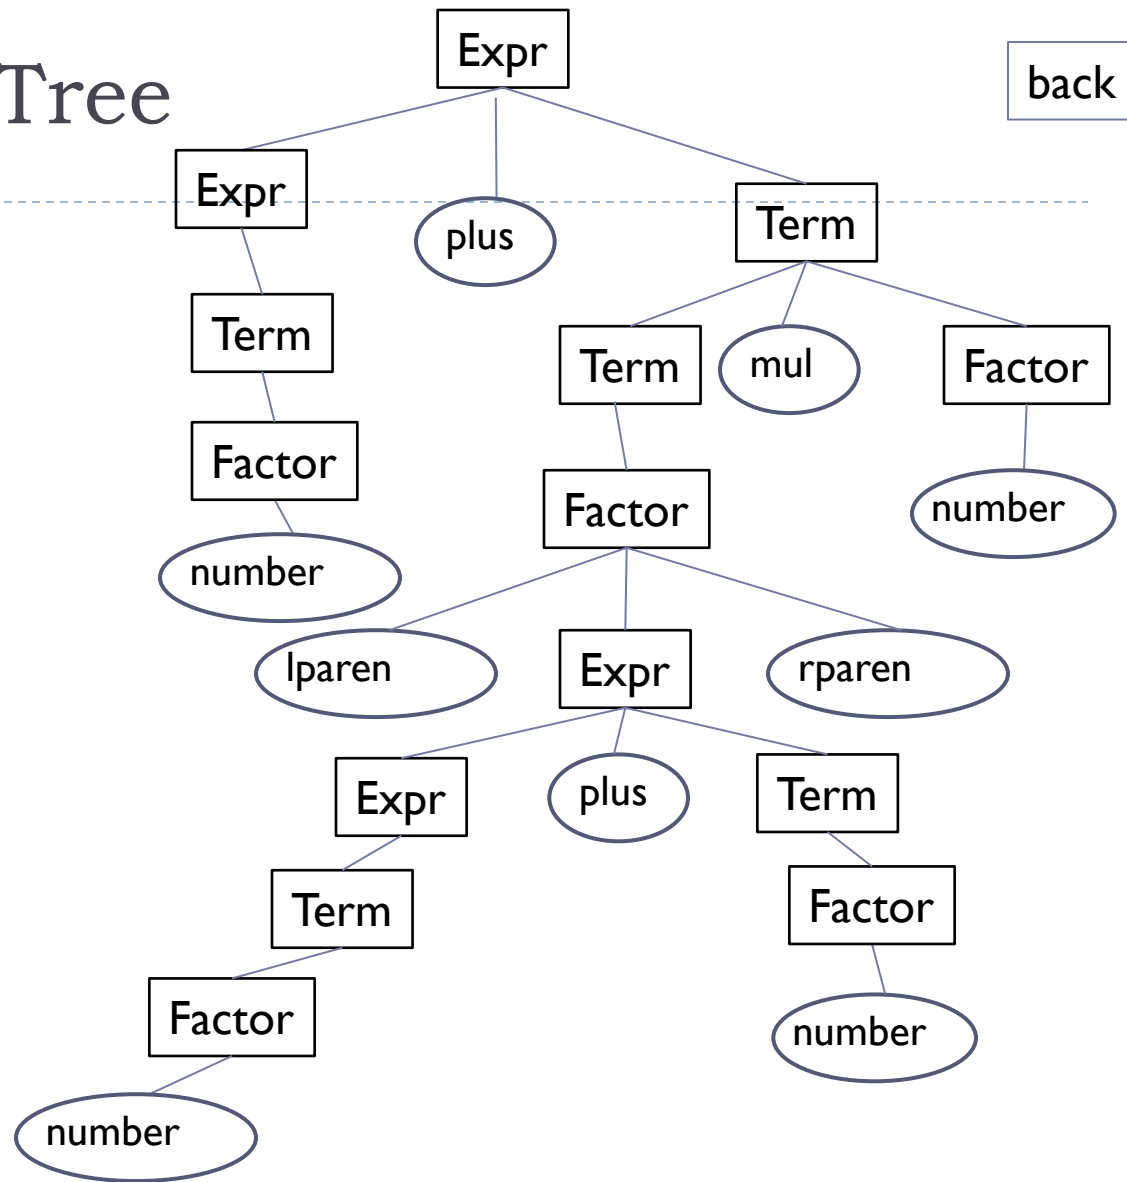 Tree
Expr
back
Expr
plus
Term
Term
Term
mul
Factor
Factor
Factor
number
number
lparen
Expr
rparen
Expr
plus
Term
Term
Factor
Factor
number
number